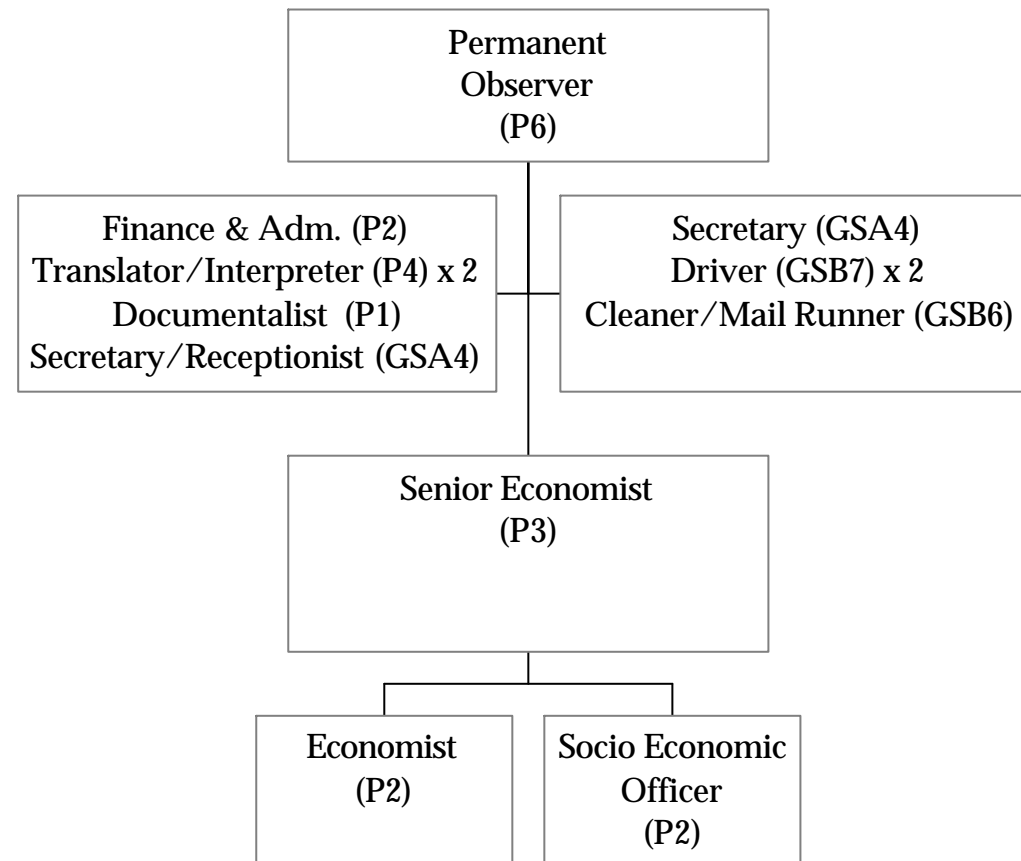 Permanent
Observer
(P6)
Finance & Adm. (P2)
Translator/Interpreter (P4) x 2
Documentalist (P1)
Secretary/Receptionist (GSA4)
Secretary (GSA4)
Driver (GSB7) x 2
Cleaner/Mail Runner (GSB6)
Senior Economist
(P3)
Economist
(P2)
Socio Economic
Officer
(P2)